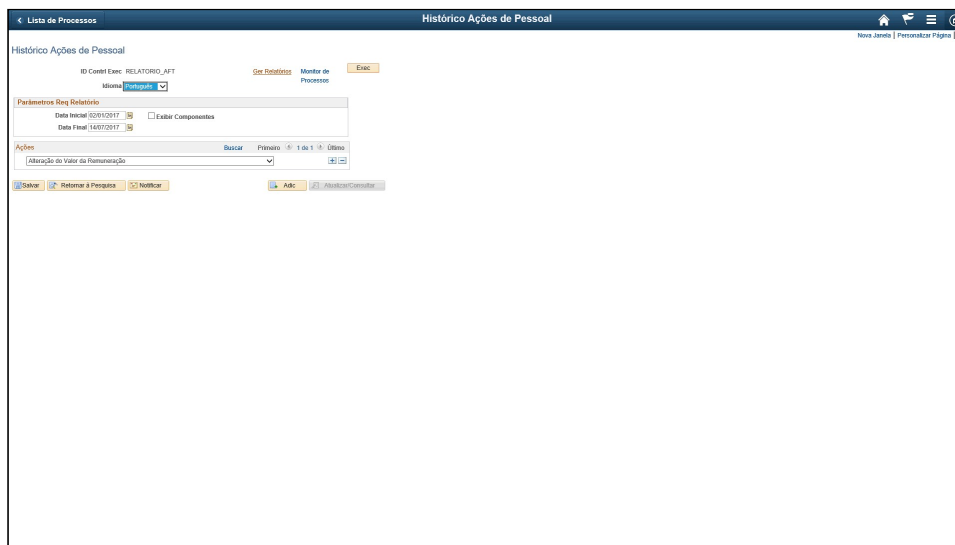 Lista de Processos Histórico Ações de Pessoal
Nova Janela | Personalizar Página |
Histórico Ações de Pessoal
ID Contrl Exec RELATORIO_AFT Ger Relatórios Monitor de Processos Exec
Idioma Português
Parâmetros Req Relatório
Data Inicial 02/01/2017 Exibir Componentes
Data Final 14/07/2017
Ações Buscar Primeiro 1 de 1 Último
Alteração do Valor da Remuneração
Salvar Retornar à Pesquisa Notificar Adic Atualizar/Consultar